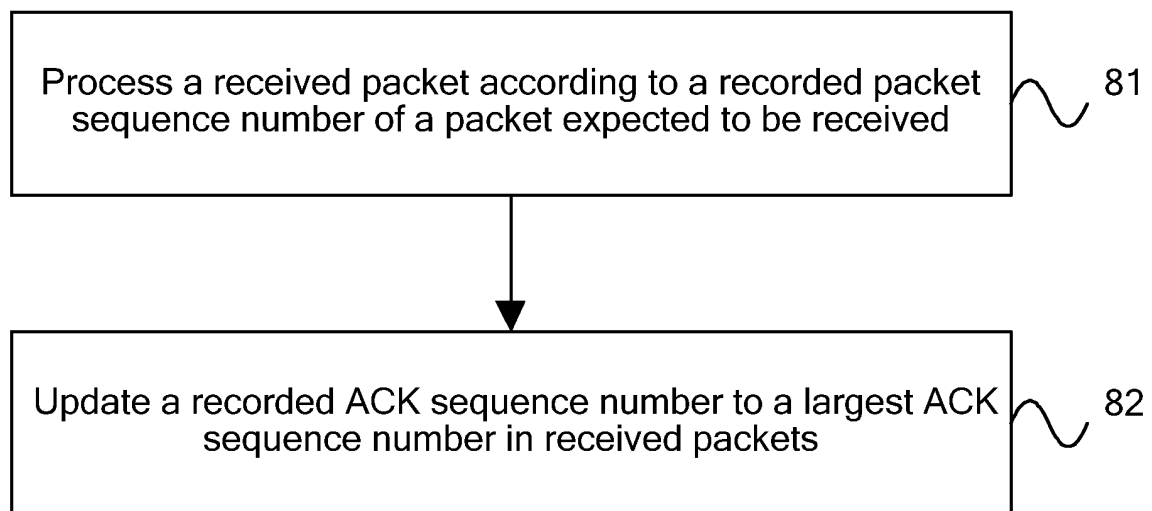 Process a received packet according to a recorded packet
sequence number of a packet expected to be received
81
Update a recorded ACK sequence number to a largest ACK
sequence number in received packets
82